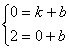 0 = k + b
2 = 0 + b